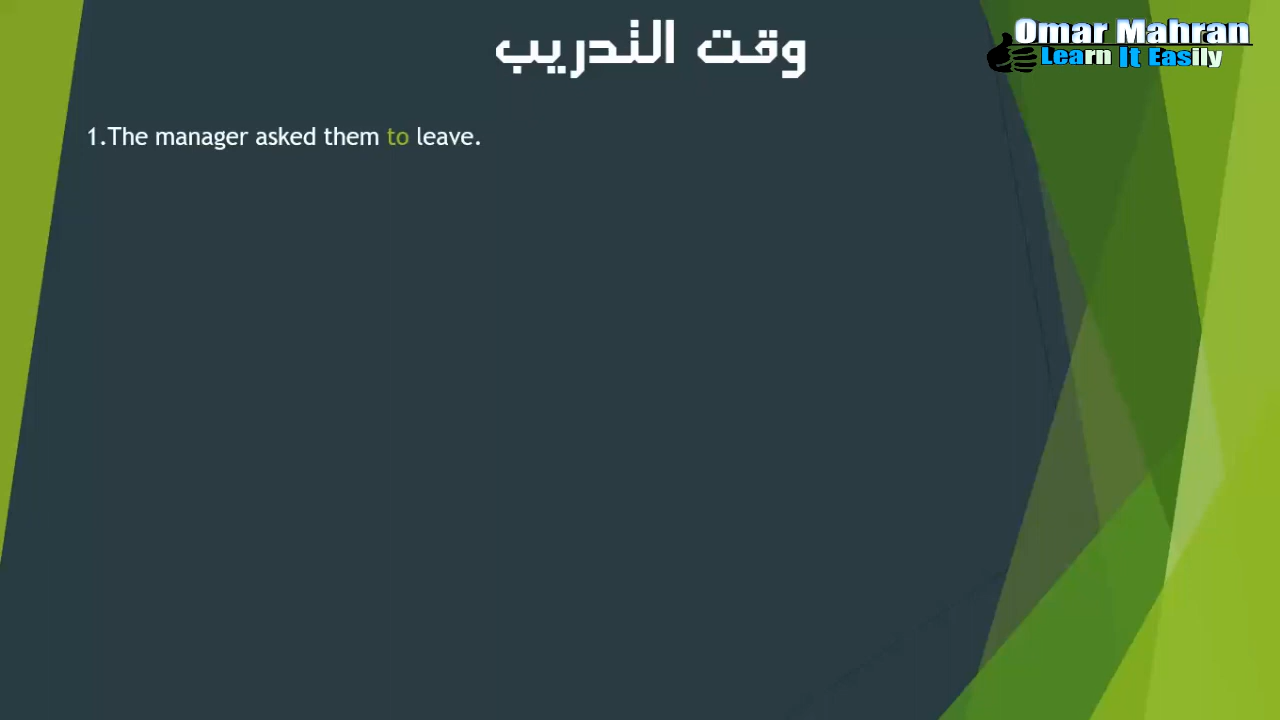 وقت التدريب
Omar Mahran
Learn It Easily
1.The manager asked them to leave.